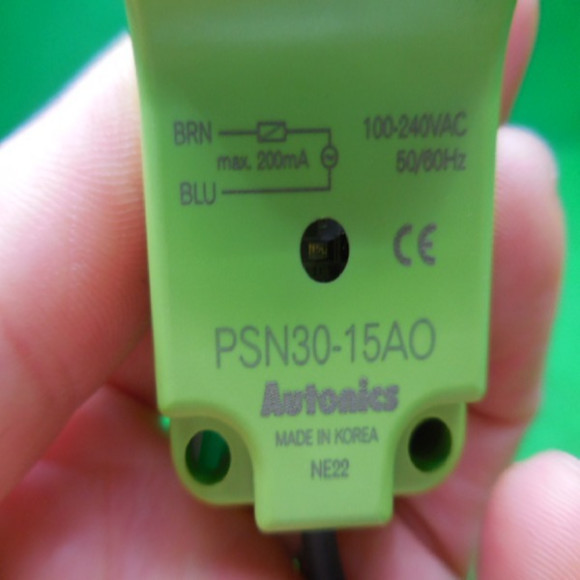 BRN
100-240VAC
max. 200mA
50/60Hz
BLU
CE
PSN30-15AO
Autonics
MADE IN KOREA
NE22